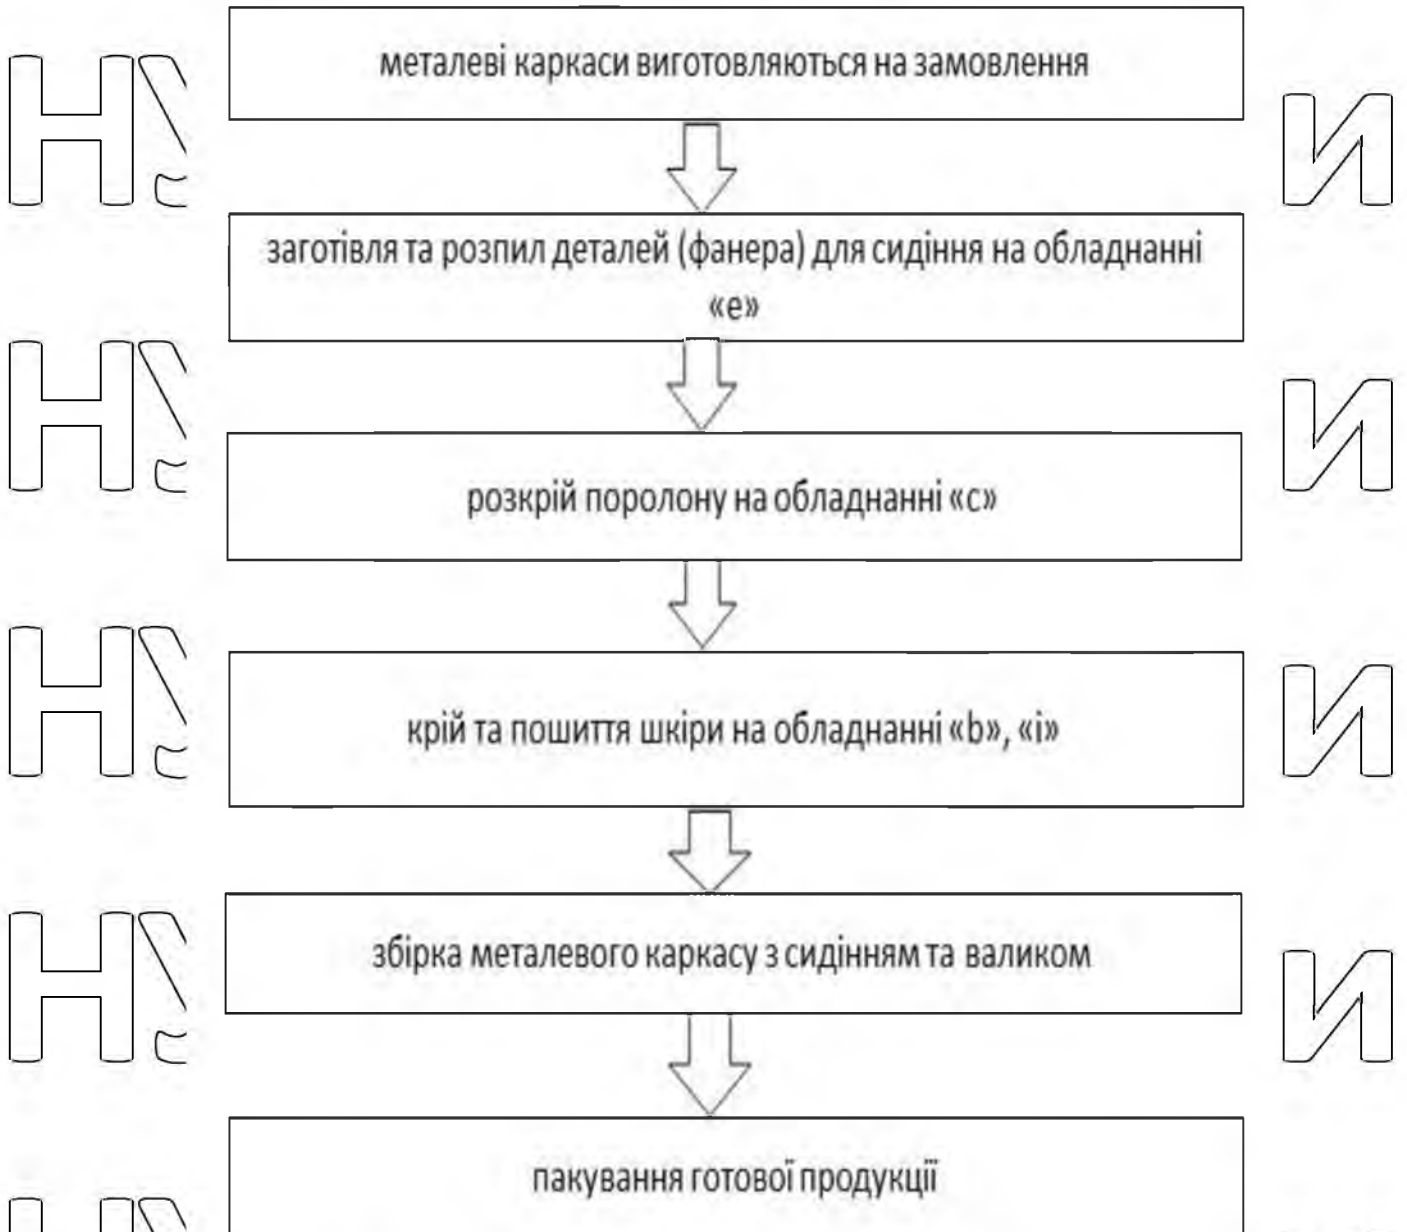 металеві каркаси виготовляються на замовлення
заготівля та розпил деталей (фанера) для сидіння на обладнанні
«е»
розкрій поролону на обладнанні «с»
крій та пошиття шкіри на обладнанні «b», «i»
збірка металевого каркасу з сидінням та валиком
пакування готової продукції